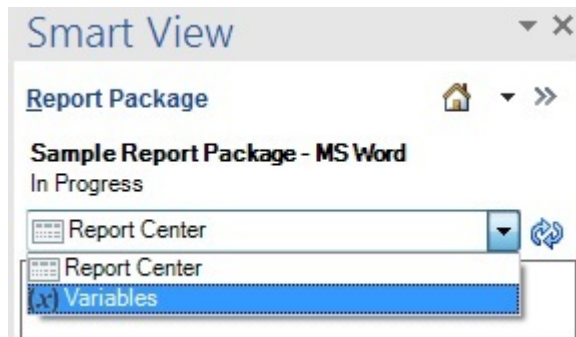 Smart View
Report Package
Sample Report Package - MS Word
In Progress
Report Center
Report Center
(x) Variables